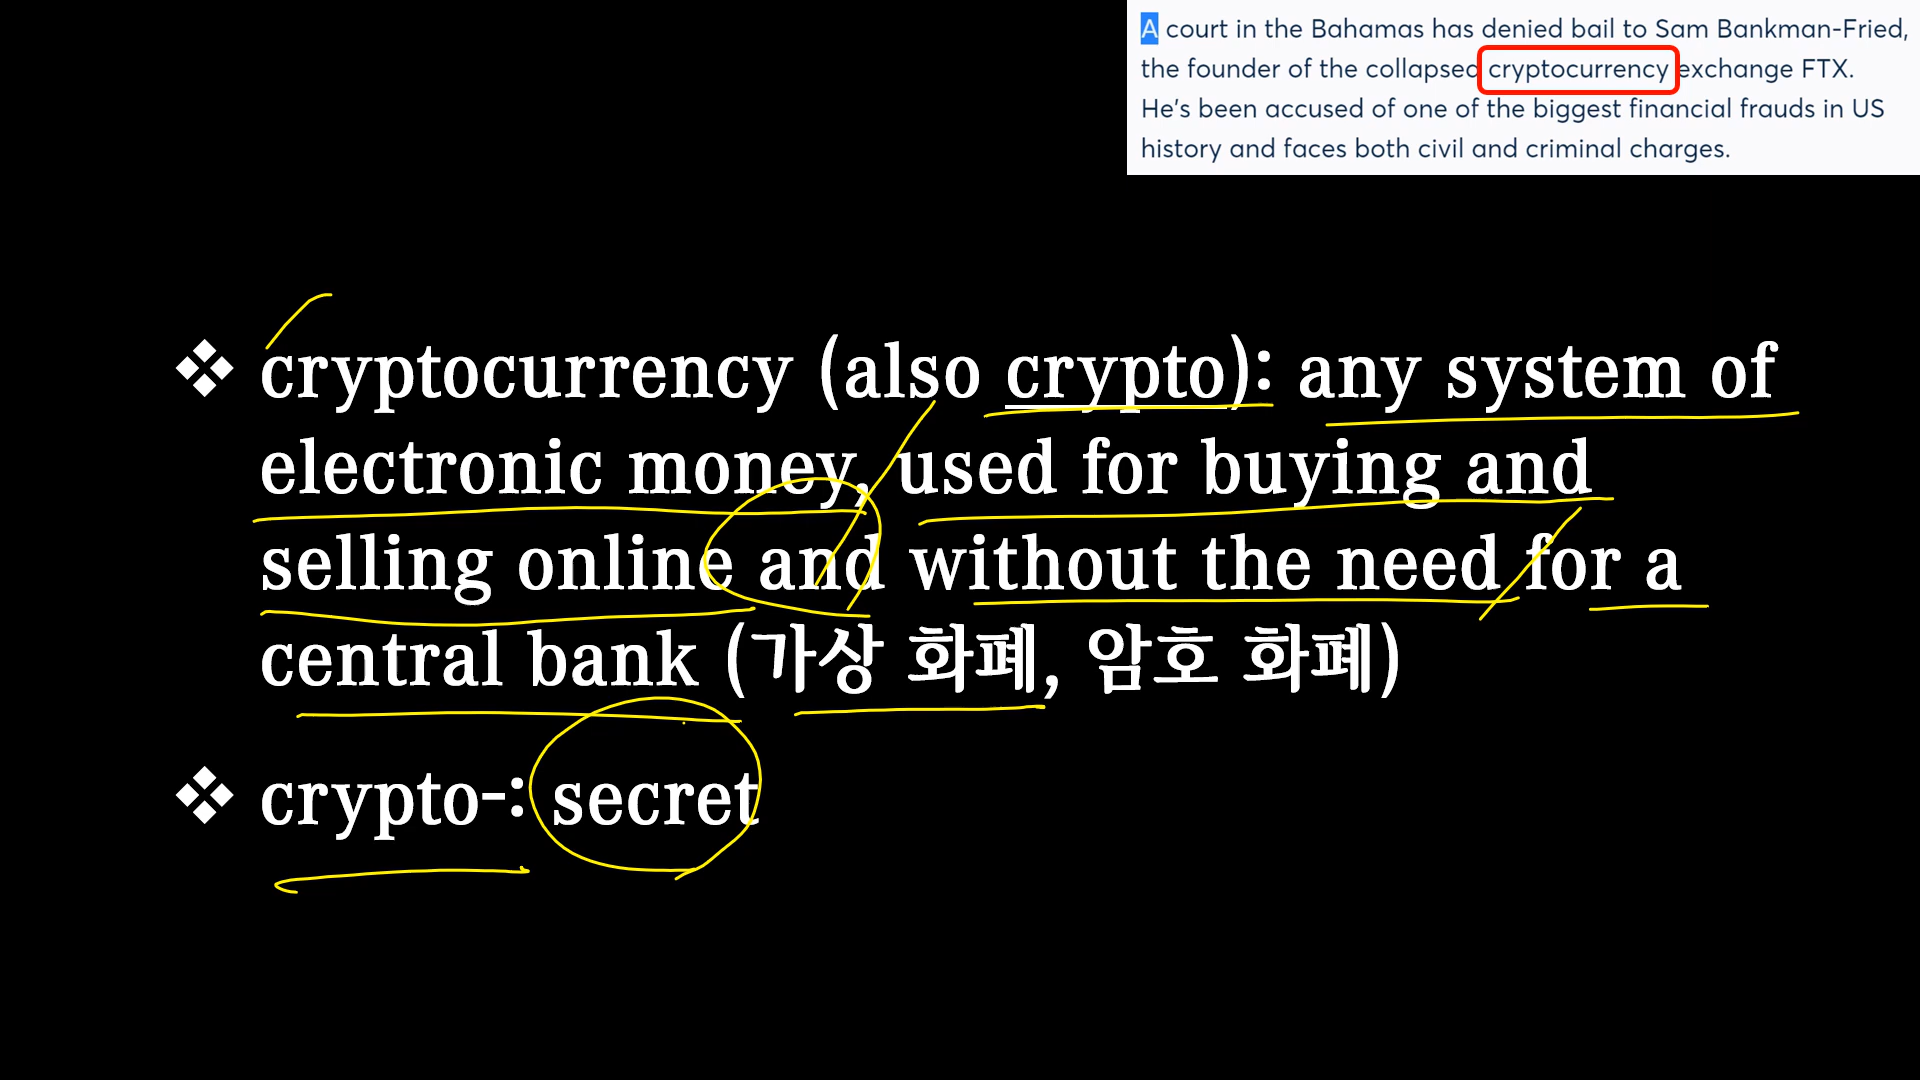 A court in the Bahamas has denied bail to Sam Bankman-Fried,
the founder of the collapsed cryptocurrency exchange FTX.
He's been accused of one of the biggest financial frauds in US
history and faces both civil and criminal charges.
❖ cryptocurrency (also crypto): any system of
electronic money, used for buying and
selling online and without the need for a
central bank (가상 화폐, 암호 화폐)
❖ crypto-: secret